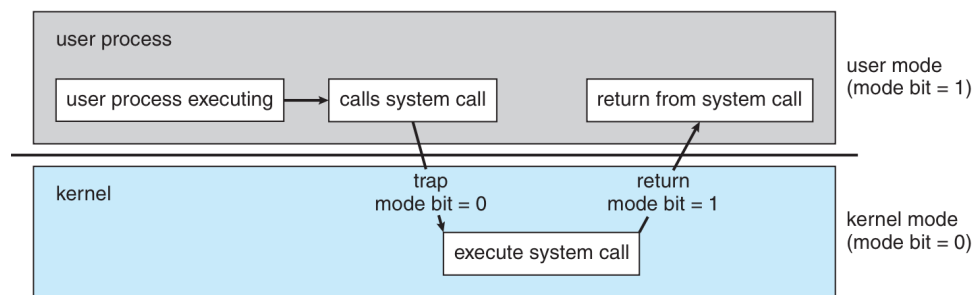 user process
user process executing
calls system call
return from system call
user mode
(mode bit = 1)
kernel
trap
mode bit = 0
return
mode bit = 1
execute system call
kernel mode
(mode bit = 0)